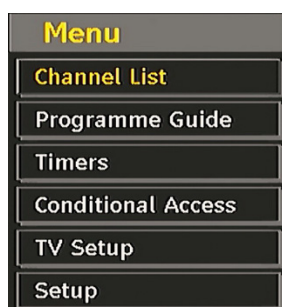 Menu
Channel List
Programme Guide
Timers
Conditional Access
TV Setup
Setup